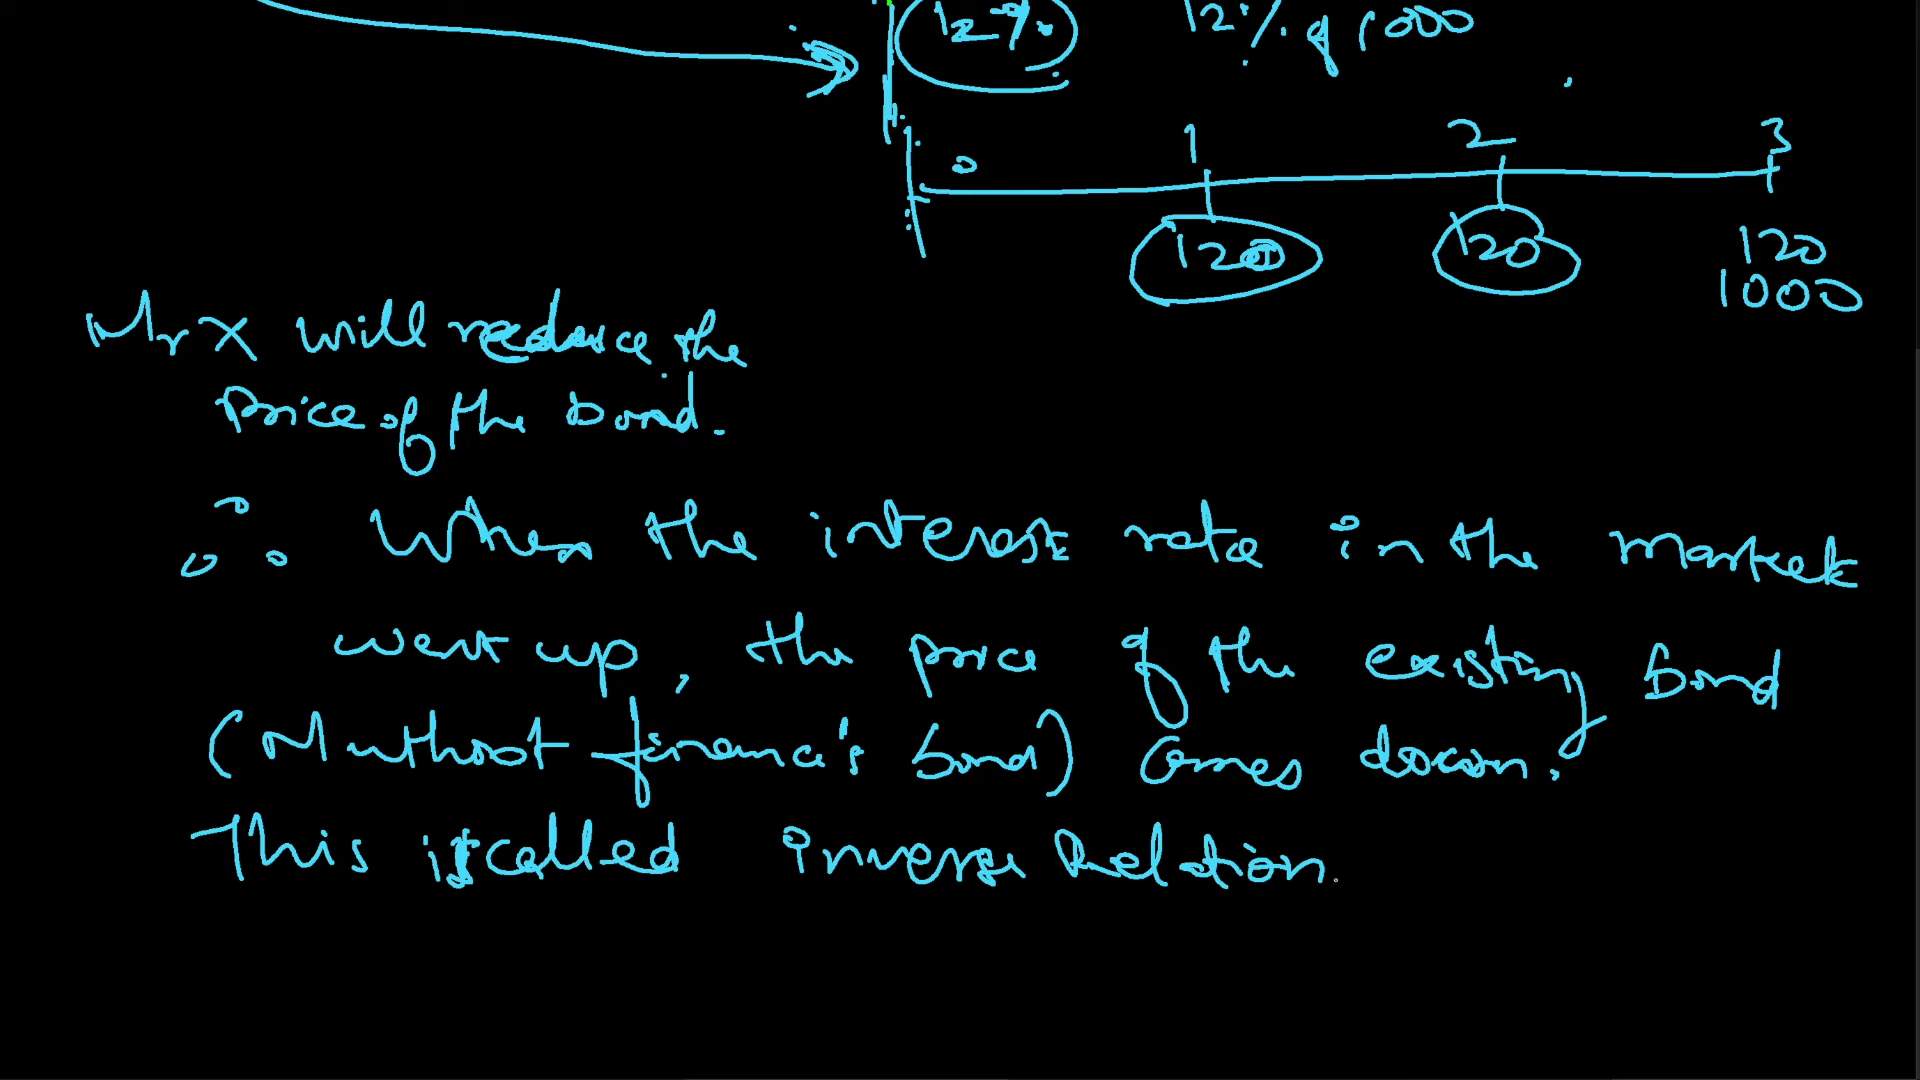 12% 12% of 1000
0 1 2 3
120 120 120
1000
Mr X will reduce the
Price of the bond.
∴ When the interest rate in the market
went up, the price of the existing bond
(Muthoot finance's bond) comes down.
This is called inverse Relation.